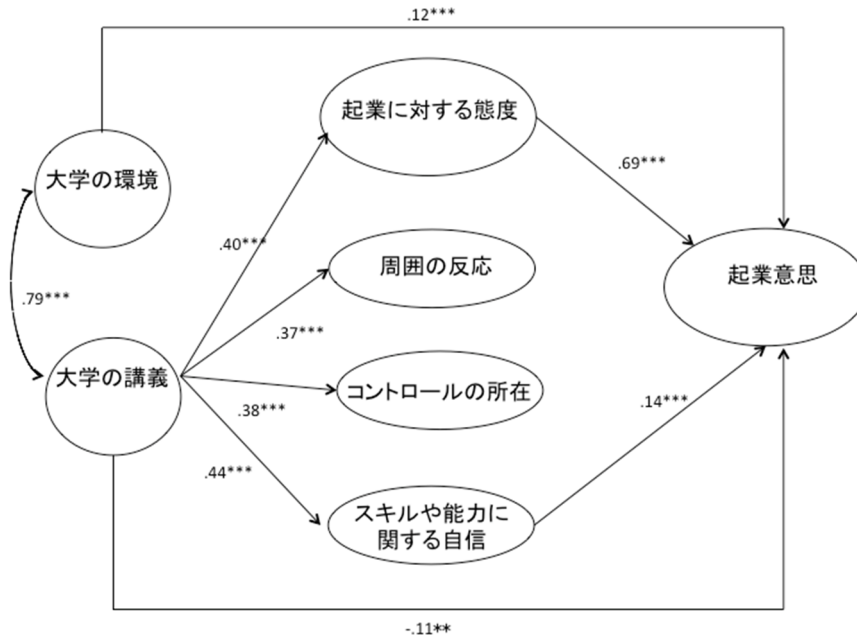 .12***
起業に対する態度
大学の環境
.69***
.40***
周囲の反応
起業意思
.79***
.37***
大学の講義
コントロールの所在
.38***
.14***
.44***
スキルや能力に
関する自信
-.11**